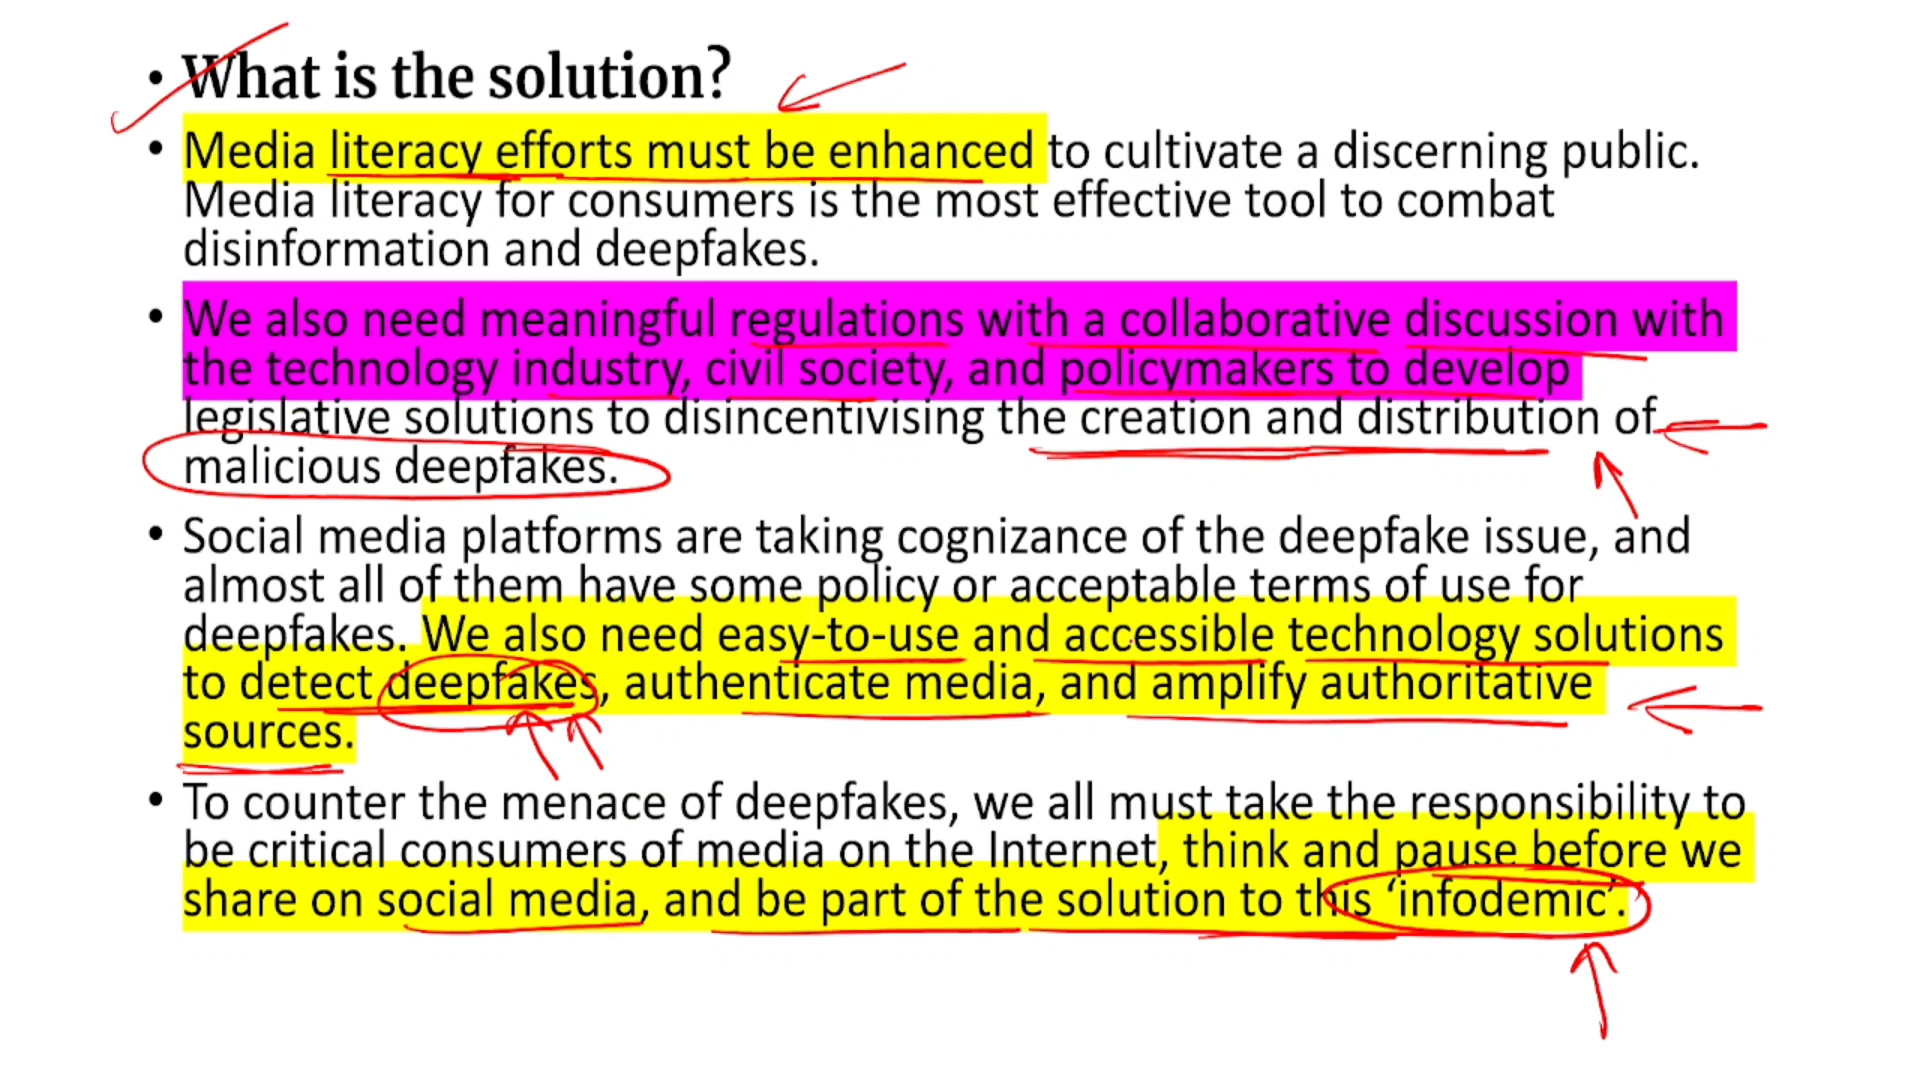 • What is the solution?
• Media literacy efforts must be enhanced to cultivate a discerning public.
Media literacy for consumers is the most effective tool to combat
disinformation and deepfakes.
• We also need meaningful regulations with a collaborative discussion with
the technology industry, civil society, and policymakers to develop
legislative solutions to disincentivising the creation and distribution of
malicious deepfakes.
• Social media platforms are taking cognizance of the deepfake issue, and
almost all of them have some policy or acceptable terms of use for
deepfakes. We also need easy-to-use and accessible technology solutions
to detect deepfakes, authenticate media, and amplify authoritative
sources.
• To counter the menace of deepfakes, we all must take the responsibility to
be critical consumers of media on the Internet, think and pause before we
share on social media, and be part of the solution to this ‘infodemic’.